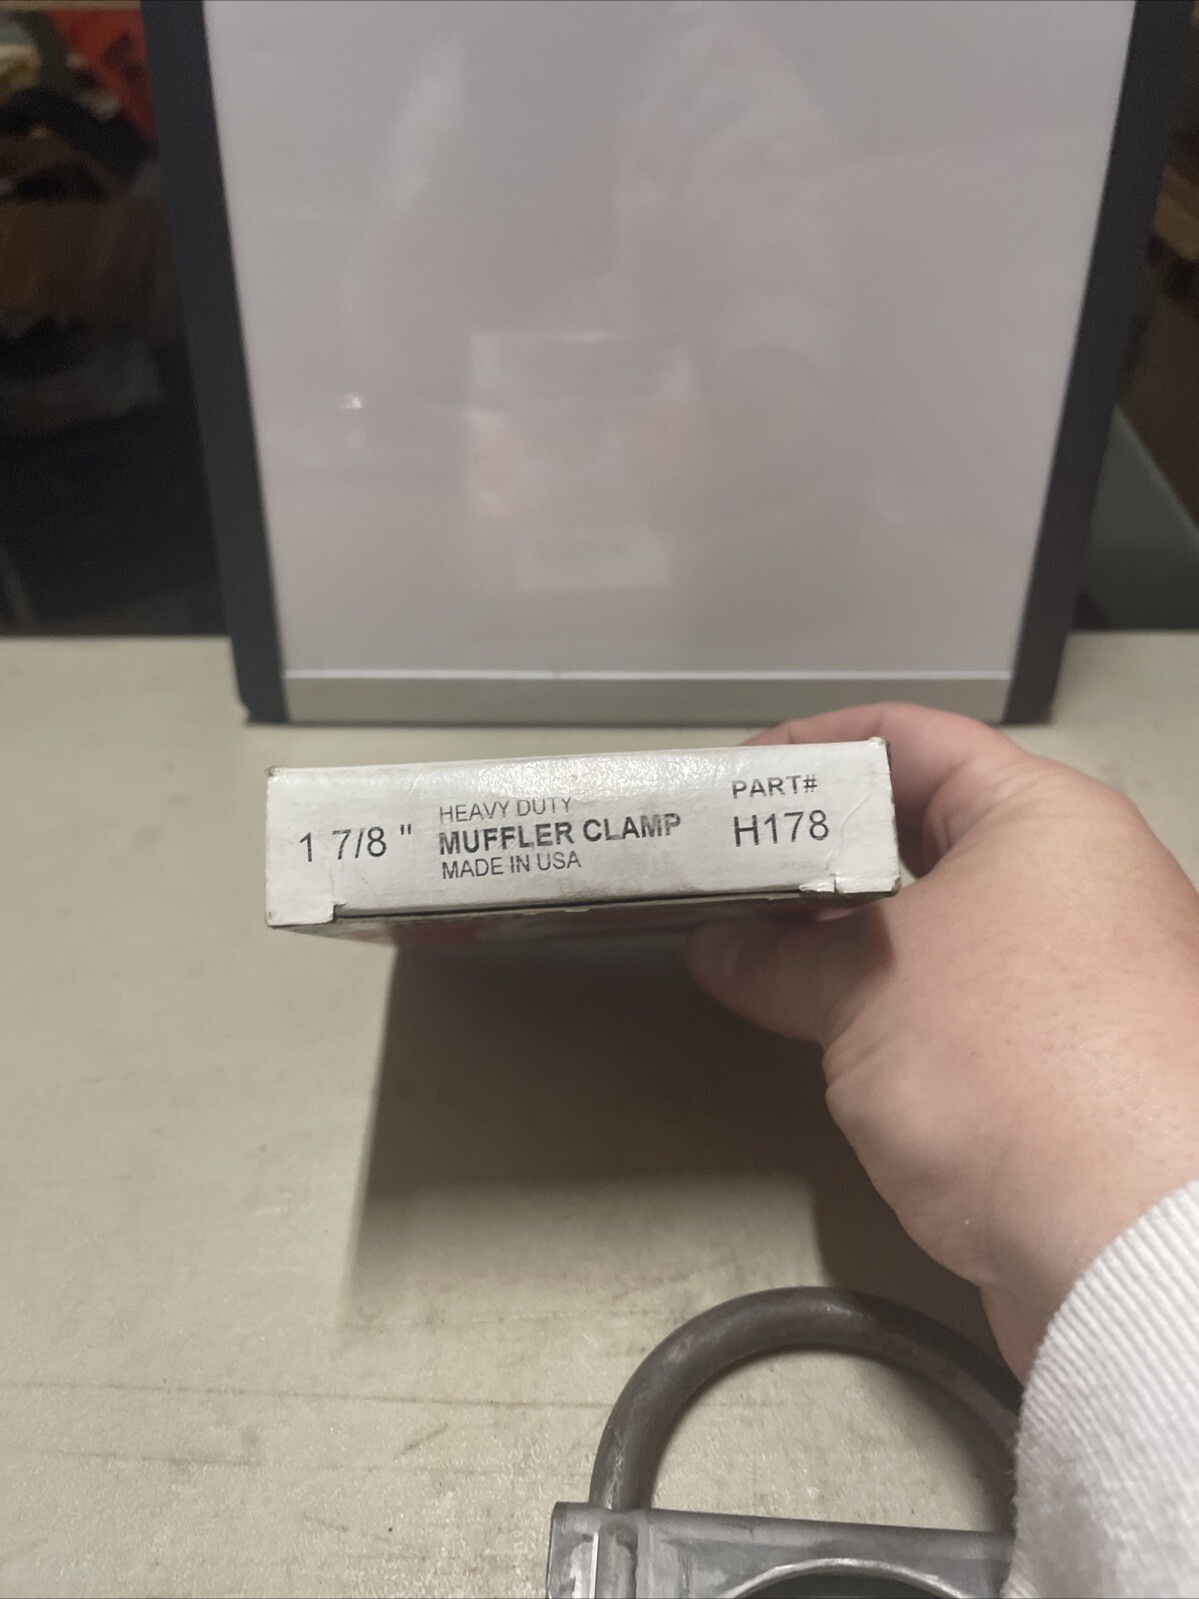 1 7/8 "
HEAVY DUTY
MUFFLER CLAMP
MADE IN USA
PART#
H178